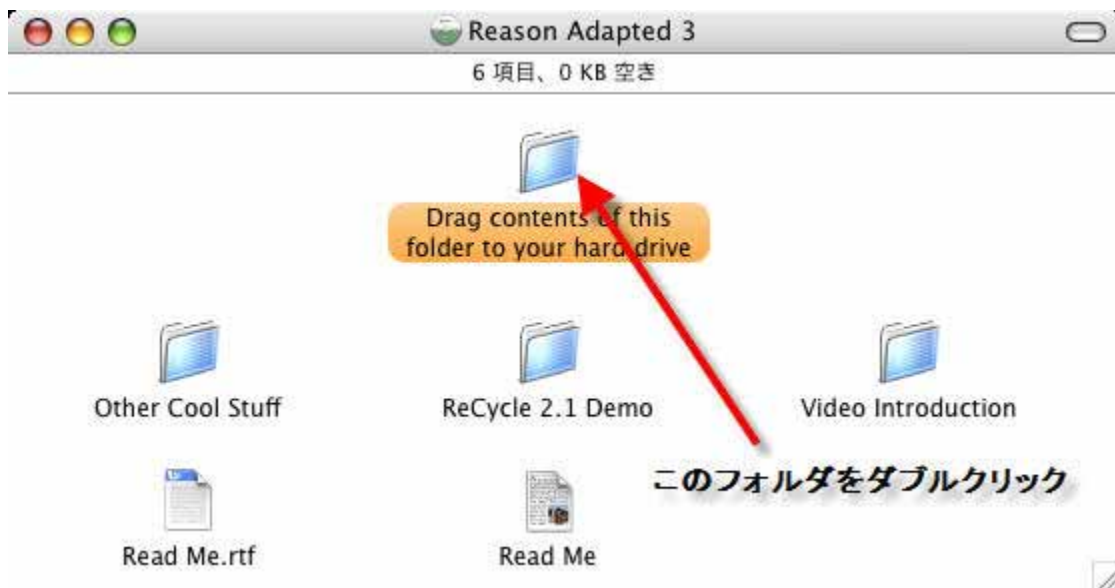 Reason Adapted 3
6 項目、0 KB 空き
Drag contents of this
folder to your hard drive
Other Cool Stuff
ReCycle 2.1 Demo
Video Introduction
このフォルダをダブルクリック
Read Me.rtf
Read Me